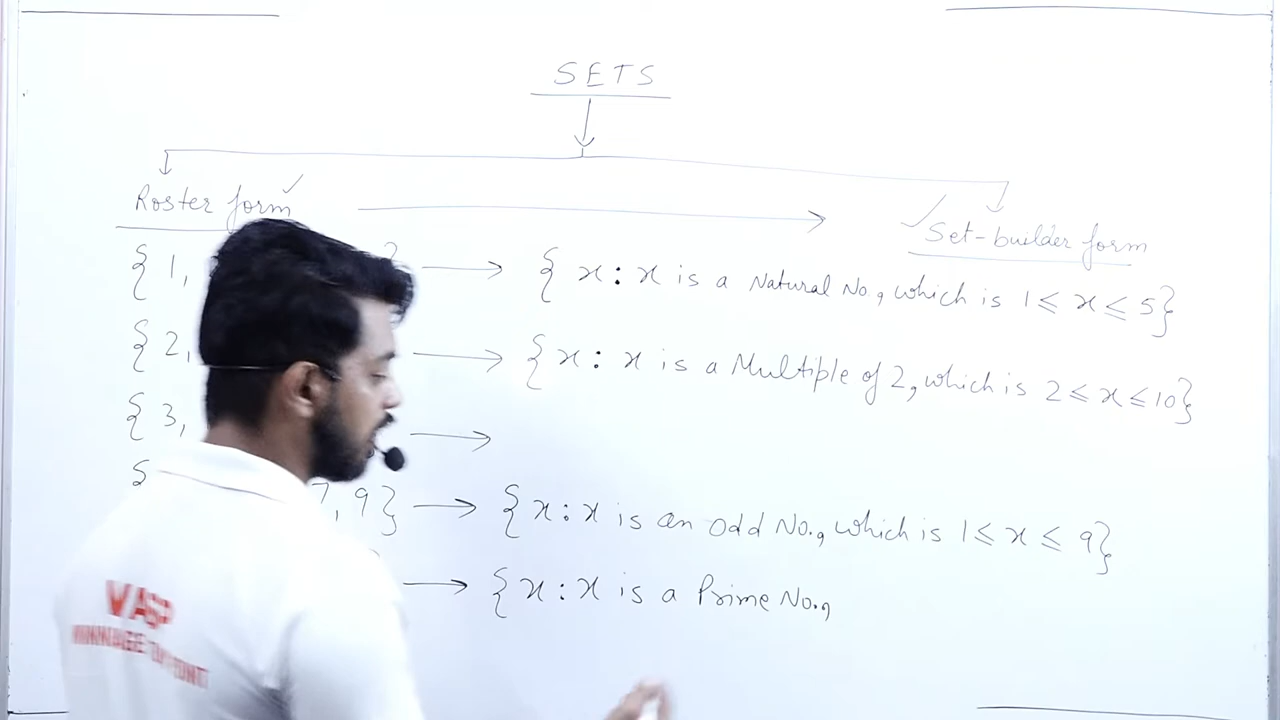 SETS
Roster form ✓
✓ Set-builder form
{ 1, } → { x : x is a Natural No., which is 1 ≤ x ≤ 5}
{ 2, → { x : x is a Multiple of 2, which is 2 ≤ x ≤ 10}
{ 3, →
{ 7, 9} → { x : x is an odd No., which is 1 ≤ x ≤ 9}
→ { x : x is a Prime No.,
WASP